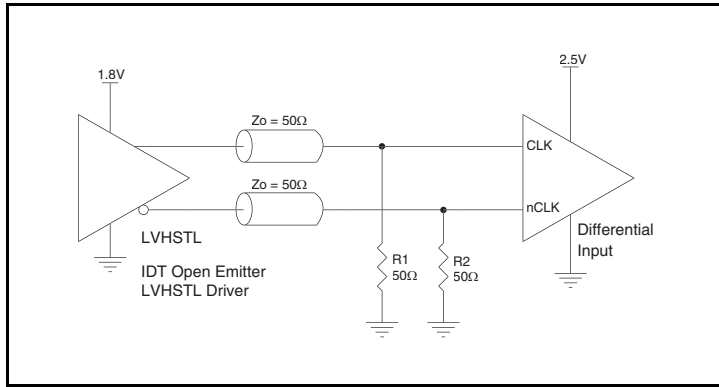 1.8V
2.5V
Zo = 50Ω
CLK
Zo = 50Ω
nCLK
LVHSTL
IDT Open Emitter
LVHSTL Driver
R1
50Ω
R2
50Ω
Differential
Input